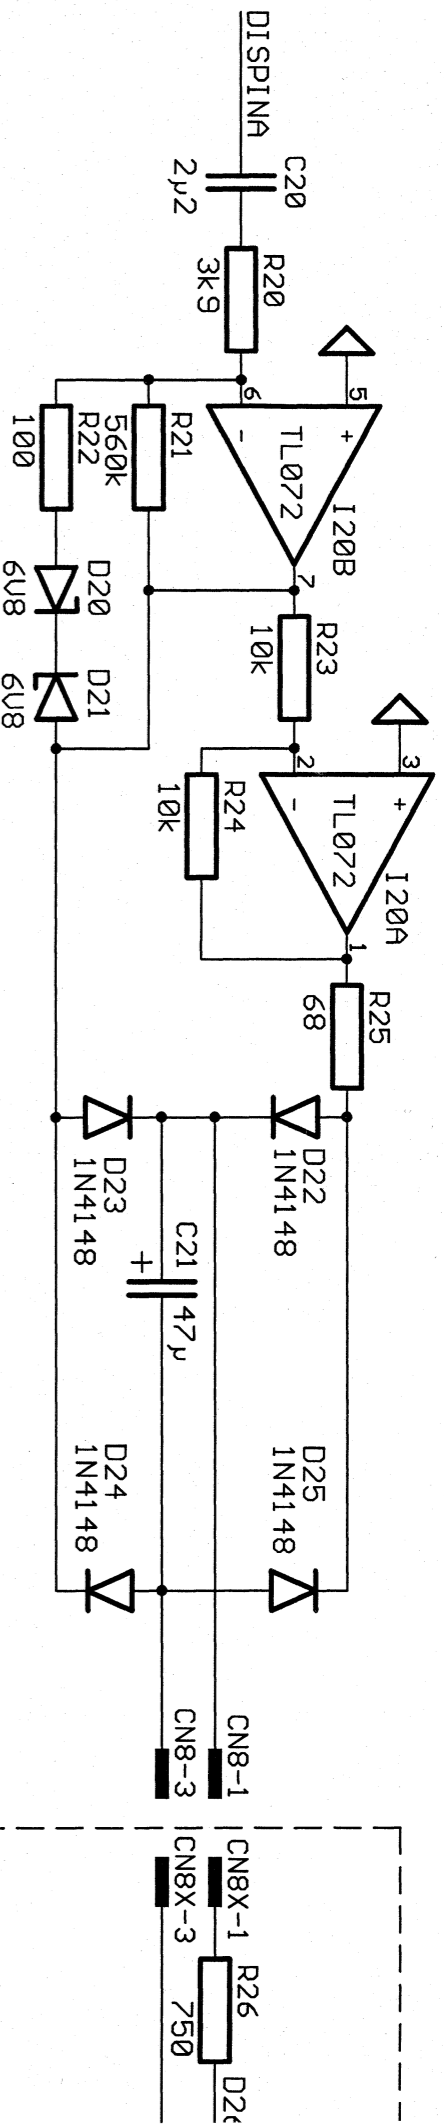 DISPINA
C20
2µ2
R20
3k9
5
6
+
-
TL072
I20B
7
R21
560k
R22
100
D20
6V8
D21
6V8
R23
10k
3
2
+
-
TL072
I20A
1
R24
10k
R25
68
D22
1N4148
D23
1N4148
C21
+
47µ
D25
1N4148
D24
1N4148
CN8-1
CN8-3
CN8X-1
CN8X-3
R26
750
D26